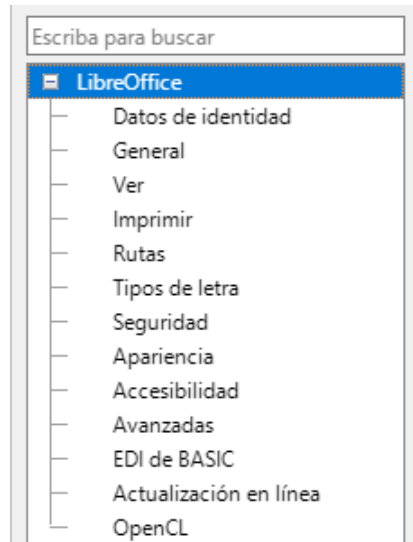 Escriba para buscar
LibreOffice
Datos de identidad
General
Ver
Imprimir
Rutas
Tipos de letra
Seguridad
Apariencia
Accesibilidad
Avanzadas
EDI de BASIC
Actualización en línea
OpenCL